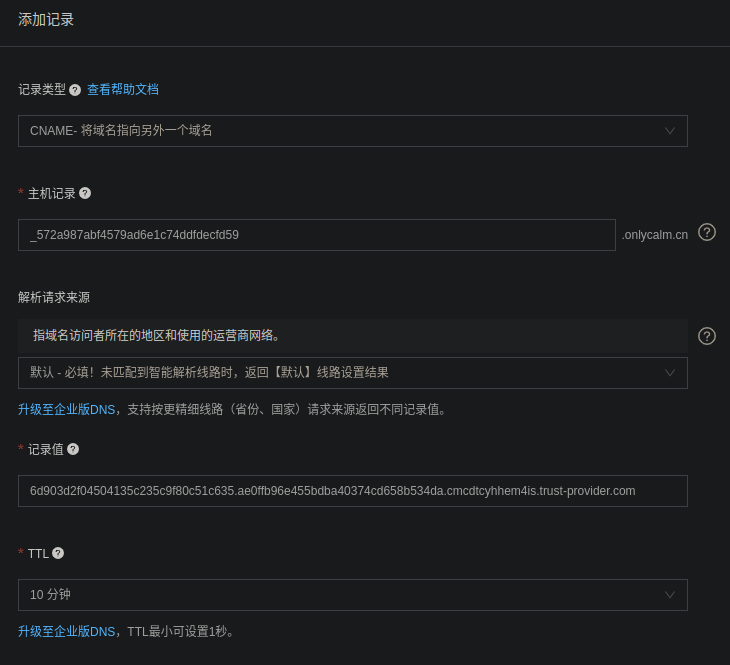 添加记录
记录类型 ? 查看帮助文档
CNAME- 将域名指向另外一个域名
* 主机记录 ?
_572a987abf4579ad6e1c74ddfdecfd59 .onlycalm.cn ?
解析请求来源
指域名访问者所在的地区和使用的运营商网络。 ?
默认 - 必填！未匹配到智能解析线路时，返回【默认】线路设置结果
升级至企业版DNS，支持按更精细线路（省份、国家）请求来源返回不同记录值。
* 记录值 ?
6d903d2f04504135c235c9f80c51c635.ae0ffb96e455bdba40374cd658b534da.cmcdtcyhhem4is.trust-provider.com
* TTL ?
10 分钟
升级至企业版DNS，TTL最小可设置1秒。